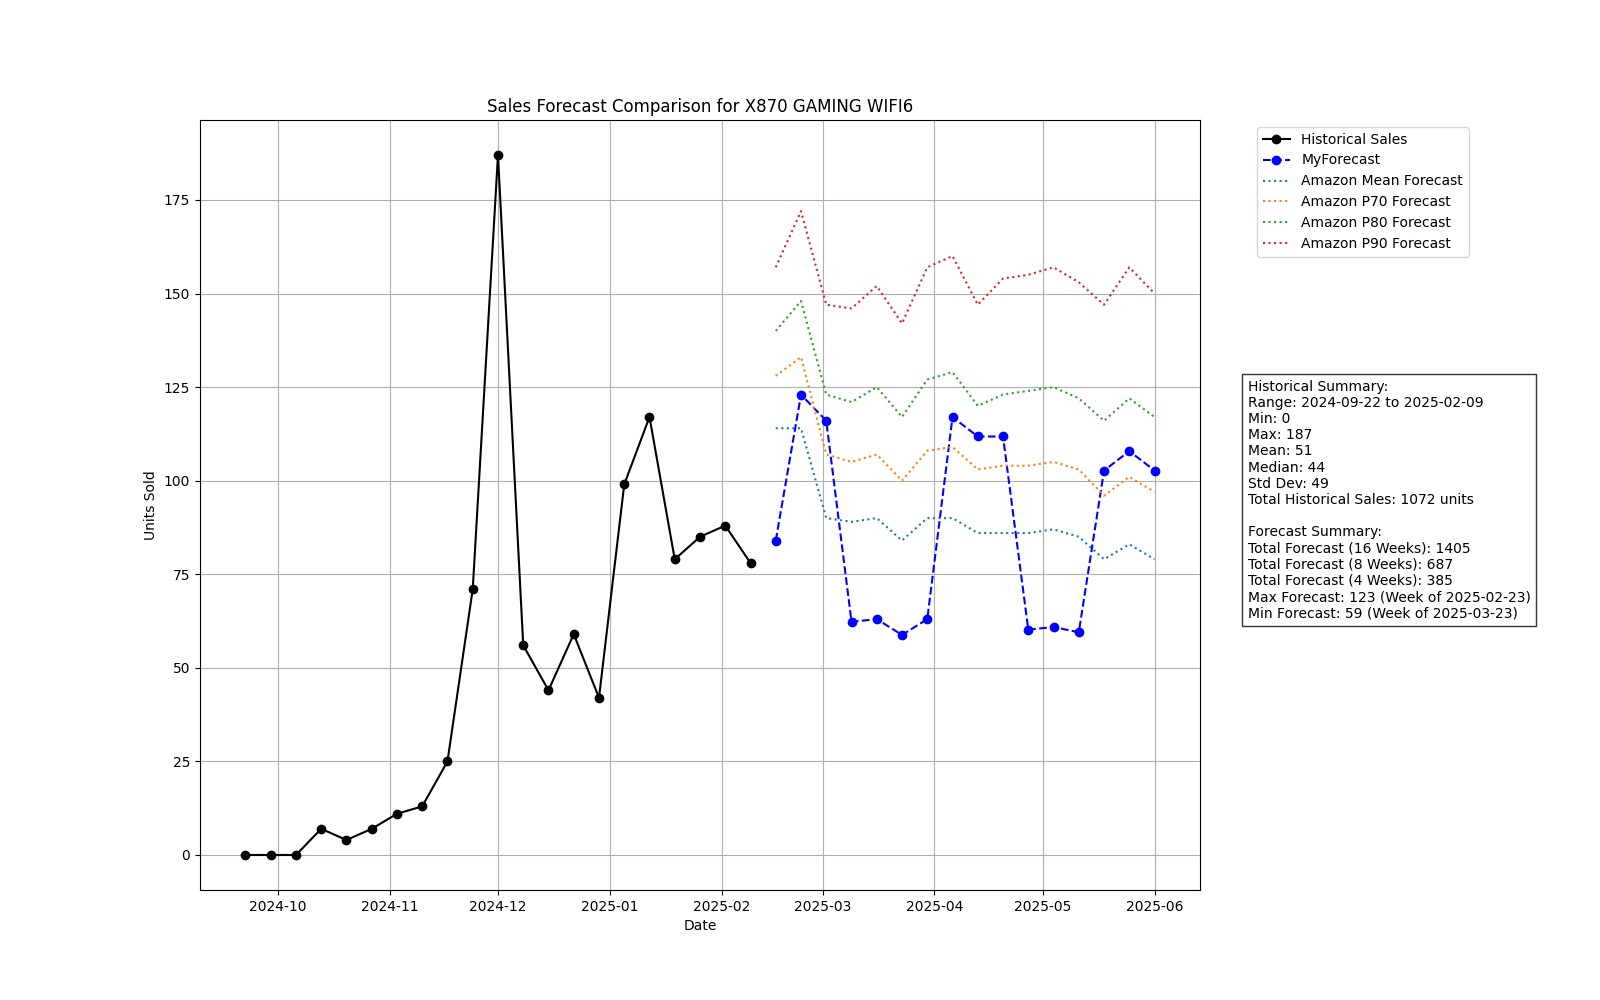 Sales Forecast Comparison for X870 GAMING WIFI6
Historical Sales
MyForecast
Amazon Mean Forecast
Amazon P70 Forecast
Amazon P80 Forecast
Amazon P90 Forecast
Units Sold
175
150
125
100
75
50
25
0
2024-10
2024-11
2024-12
2025-01
2025-02
2025-03
2025-04
2025-05
2025-06
Date
Historical Summary:
Range: 2024-09-22 to 2025-02-09
Min: 0
Max: 187
Mean: 51
Median: 44
Std Dev: 49
Total Historical Sales: 1072 units
Forecast Summary:
Total Forecast (16 Weeks): 1405
Total Forecast (8 Weeks): 687
Total Forecast (4 Weeks): 385
Max Forecast: 123 (Week of 2025-02-23)
Min Forecast: 59 (Week of 2025-03-23)